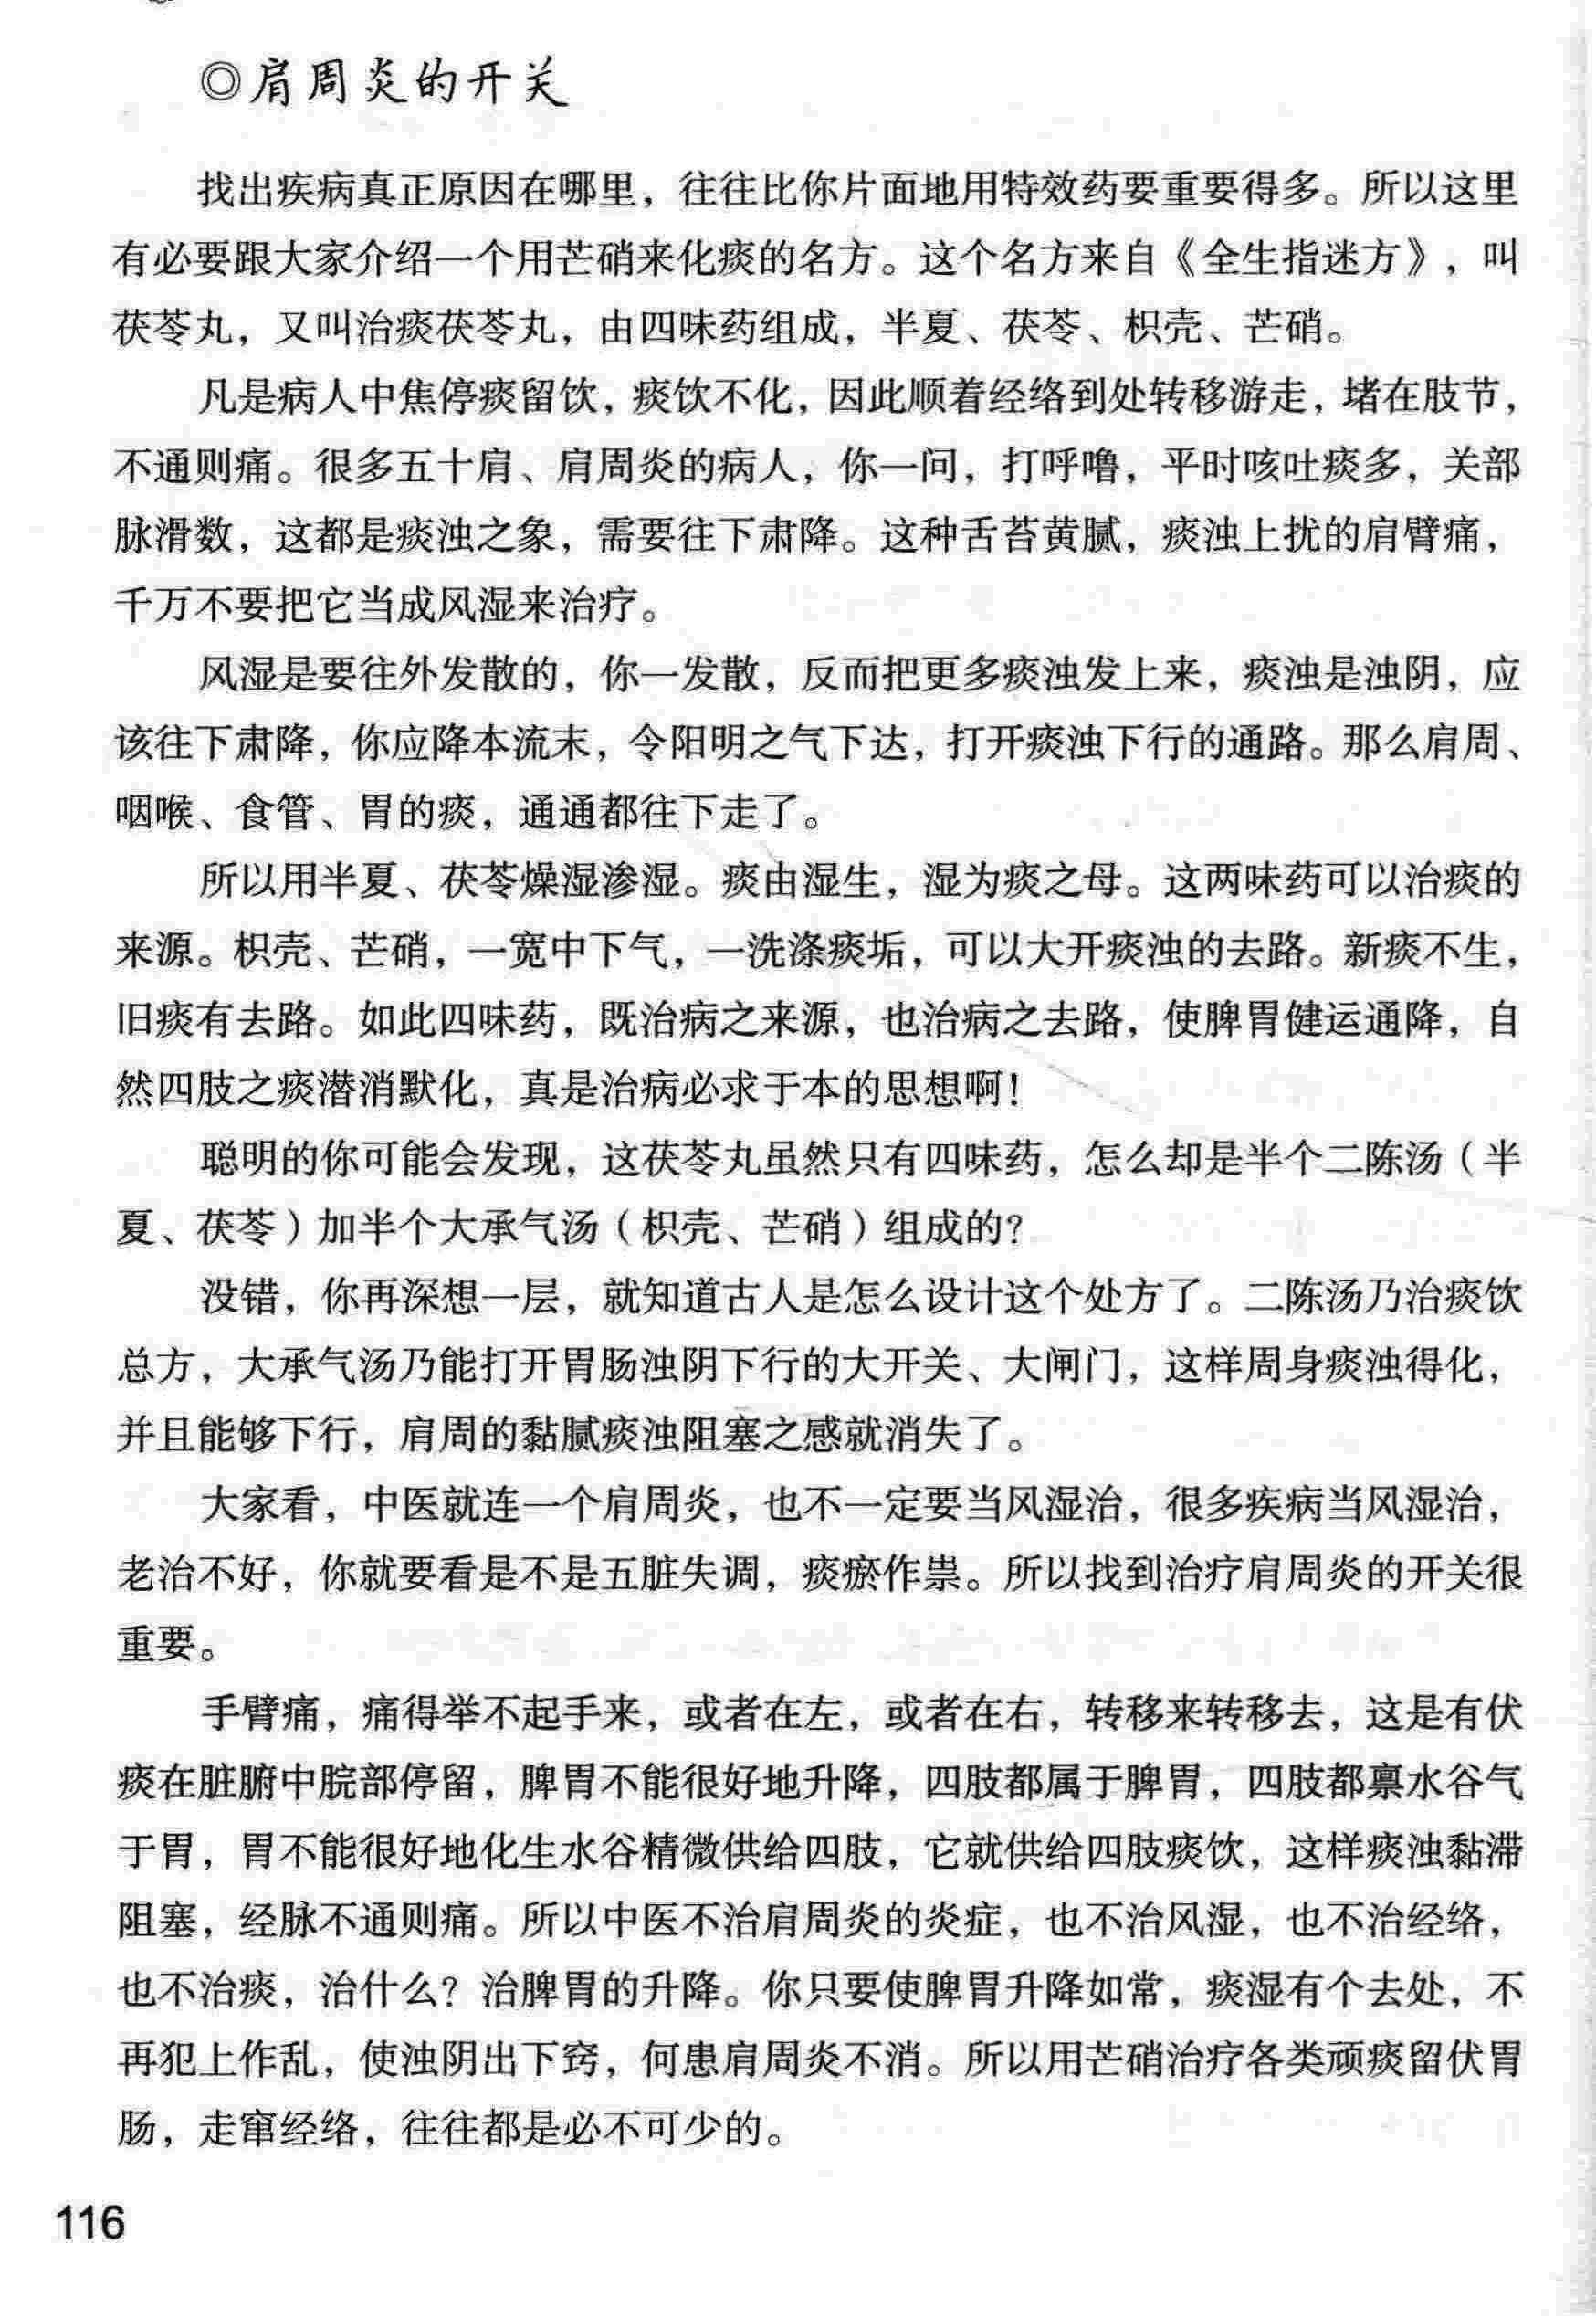 ◎肩周炎的开关
找出疾病真正原因在哪里，往往比你片面地用特效药要重要得多。所以这里
有必要跟大家介绍一个用芒硝来化痰的名方。这个名方来自《全生指迷方》，叫
茯苓丸，又叫治痰茯苓丸，由四味药组成，半夏、茯苓、枳壳、芒硝。
凡是病人中焦停痰留饮，痰饮不化，因此顺着经络到处转移游走，堵在肢节，
不通则痛。很多五十肩、肩周炎的病人，你一问，打呼噜，平时咳吐痰多，关部
脉滑数，这都是痰浊之象，需要往下肃降。这种舌苔黄腻，痰浊上扰的肩臂痛，
千万不要把它当成风湿来治疗。
风湿是要往外发散的，你一发散，反而把更多痰浊发上来，痰浊是浊阴，应
该往下肃降，你应降本流末，令阳明之气下达，打开痰浊下行的通路。那么肩周、
咽喉、食管、胃的痰，通通都往下走了。
所以用半夏、茯苓燥湿渗湿。痰由湿生，湿为痰之母。这两味药可以治痰的
来源。枳壳、芒硝，一宽中下气，一洗涤痰垢，可以大开痰浊的去路。新痰不生，
旧痰有去路。如此四味药，既治病之来源，也治病之去路，使脾胃健运通降，自
然四肢之痰潜消默化，真是治病必求于本的思想啊！
聪明的你可能会发现，这茯苓丸虽然只有四味药，怎么却是半个二陈汤（半
夏、茯苓）加半个大承气汤（枳壳、芒硝）组成的？
没错，你再深想一层，就知道古人是怎么设计这个处方了。二陈汤乃治痰饮
总方，大承气汤乃能打开胃肠浊阴下行的大开关、大闸门，这样周身痰浊得化，
并且能够下行，肩周的黏腻痰浊阻塞之感就消失了。
大家看，中医就连一个肩周炎，也不一定要当风湿治，很多疾病当风湿治，
老治不好，你就要看是不是五脏失调，痰瘀作祟。所以找到治疗肩周炎的开关很
重要。
手臂痛，痛得举不起手来，或者在左，或者在右，转移来转移去，这是有伏
痰在脏腑中脘部停留，脾胃不能很好地升降，四肢都属于脾胃，四肢都禀水谷气
于胃，胃不能很好地化生水谷精微供给四肢，它就供给四肢痰饮，这样痰浊黏滞
阻塞，经脉不通则痛。所以中医不治肩周炎的炎症，也不治风湿，也不治经络，
也不治痰，治什么？治脾胃的升降。你只要使脾胃升降如常，痰湿有个去处，不
再犯上作乱，使浊阴出下窍，何患肩周炎不消。所以用芒硝治疗各类顽痰留伏胃
肠，走窜经络，往往都是必不可少的。
116